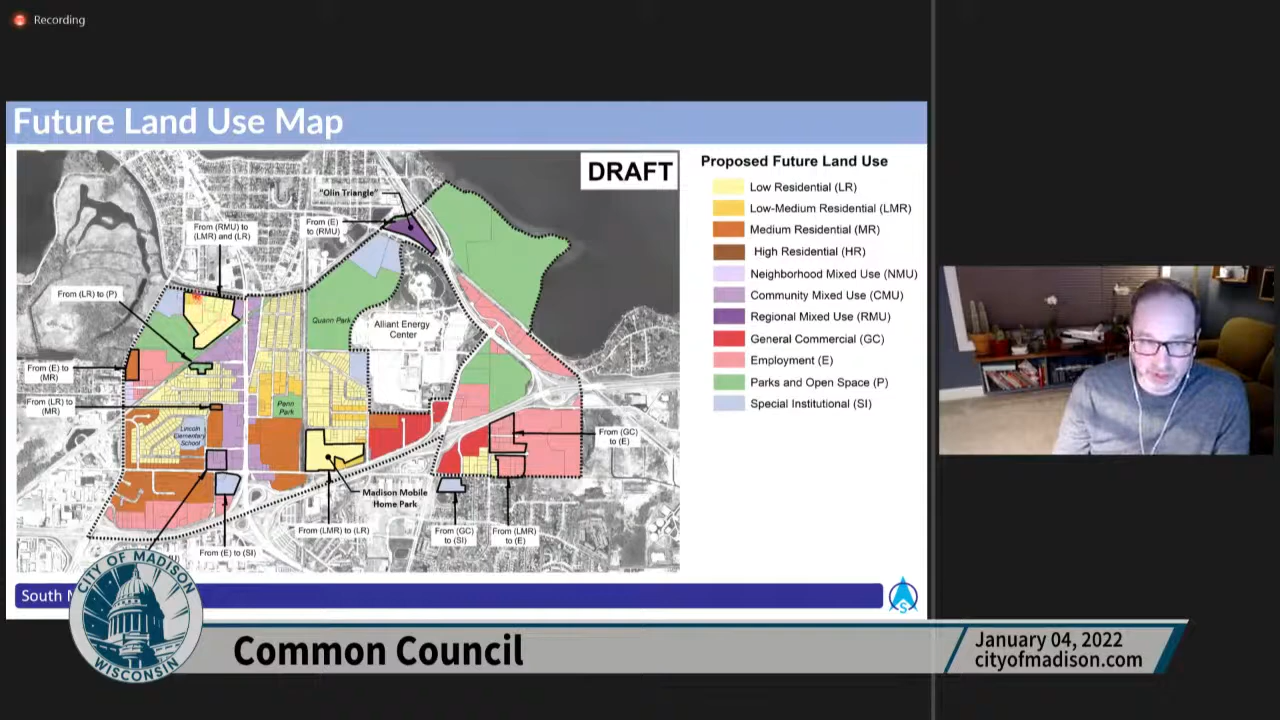 Recording
Future Land Use Map
DRAFT
"Olin Triangle"
From (E)
to (RMU)
From (RMU) to
(LMR) and (LR)
From (LR) to (P)
Quann Park
Alliant Energy
Center
From (E) to
(MR)
From (LR) to
(MR)
Penn
Park
Lincoln
Elementary
School
From (GC)
to (E)
Madison Mobile
Home Park
From (LMR) to (LR)
From (GC)
to (SI)
From (LMR)
to (E)
From (E) to (SI)
Proposed Future Land Use
Low Residential (LR)
Low-Medium Residential (LMR)
Medium Residential (MR)
High Residential (HR)
Neighborhood Mixed Use (NMU)
Community Mixed Use (CMU)
Regional Mixed Use (RMU)
General Commercial (GC)
Employment (E)
Parks and Open Space (P)
Special Institutional (SI)
South
S
CITY OF MADISON
WISCONSIN
Common Council
January 04, 2022
cityofmadison.com